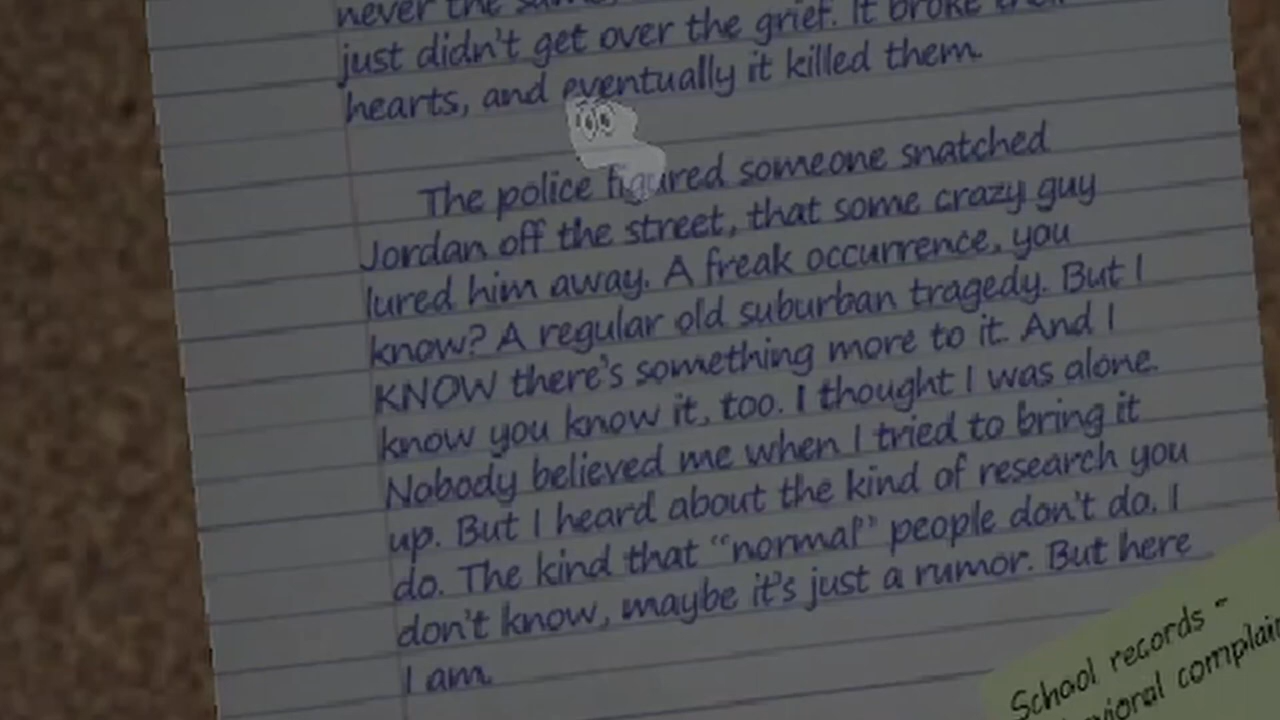 never the same,
just didn't get over the grief. It broke their
hearts, and eventually it killed them.
The police figured someone snatched
Jordan off the street, that some crazy guy
lured him away. A freak occurrence, you
know? A regular old suburban tragedy. But I
KNOW there's something more to it. And I
know you know it, too. I thought I was alone.
Nobody believed me when I tried to bring it
up. But I heard about the kind of research you
do. The kind that “normal” people don't do. I
don't know, maybe it's just a rumor. But here
I am.
School records -
complain